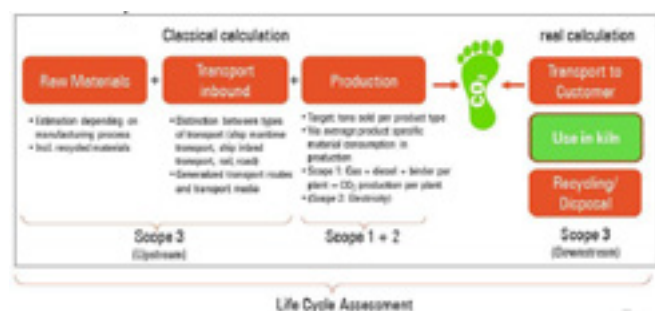 Classical calculation
real calculation
Raw Materials
+
Transport
inbound
+
Production
CO₂
Transport to
Customer
Use in kiln
Recycling/
Disposal
• Estimation depending on
manufacturing process
• Incl. recycled materials
• Distinction between types
of transport (ship maritime
transport, ship inland
transport, rail, road)
• Generalized transport routes
and transport media
• Target: tons sold per product type
• Via average product specific
material consumption in
production
• Scope 1: Gas + diesel + binder per
plant = CO₂ production per plant
• (Scope 2: Electricity)
Scope 3
(Upstream)
Scope 1 + 2
Scope 3
(Downstream)
Life Cycle Assessment